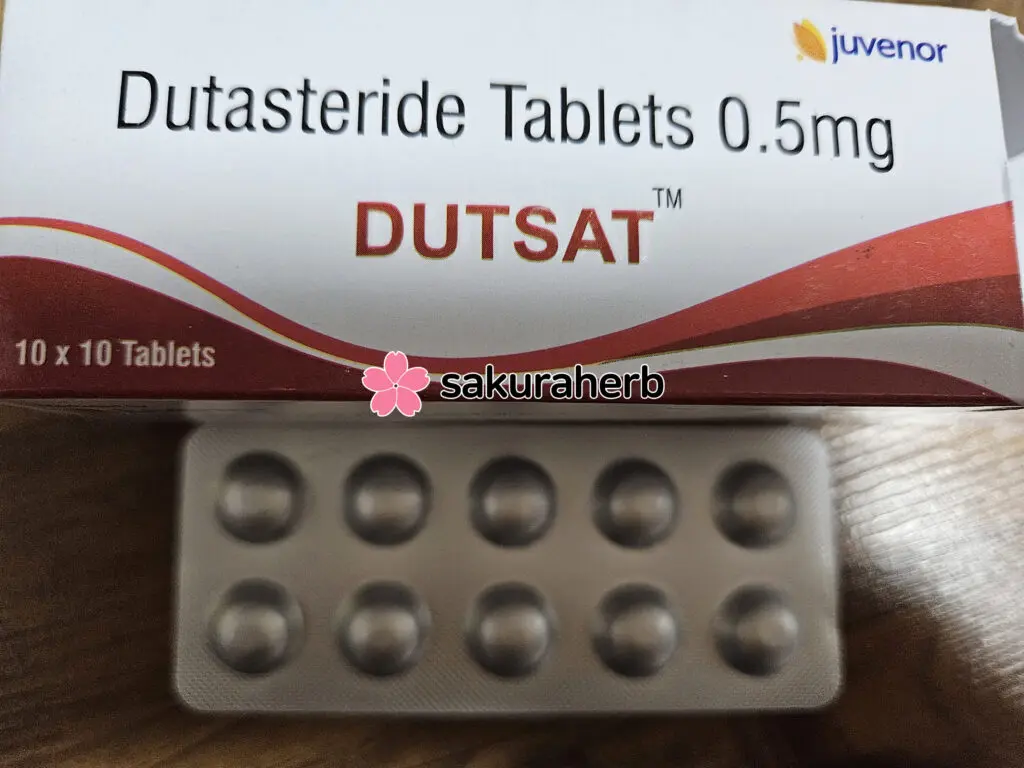 juvenor
Dutasteride Tablets 0.5mg
DUTSAT™
10 x 10 Tablets
sakuraherb